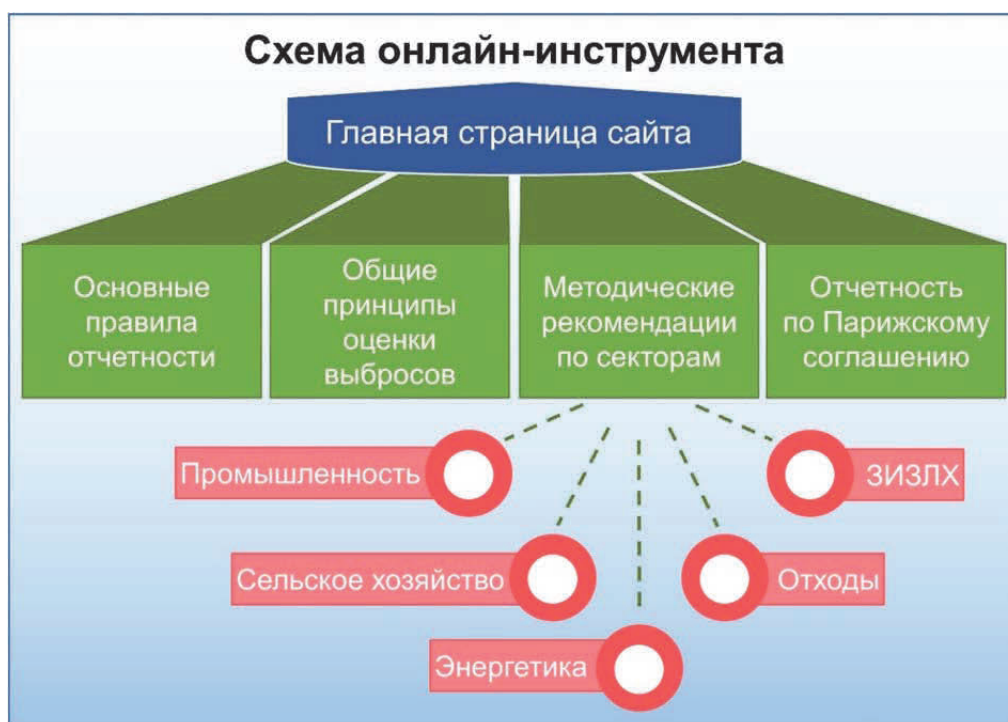 Схема онлайн-инструмента
Главная страница сайта
Основные
правила
отчетности
Общие
принципы
оценки
выбросов
Методические
рекомендации
по секторам
Отчетность
по Парижскому
соглашению
Промышленность
ЗИЗЛХ
Сельское хозяйство
Отходы
Энергетика